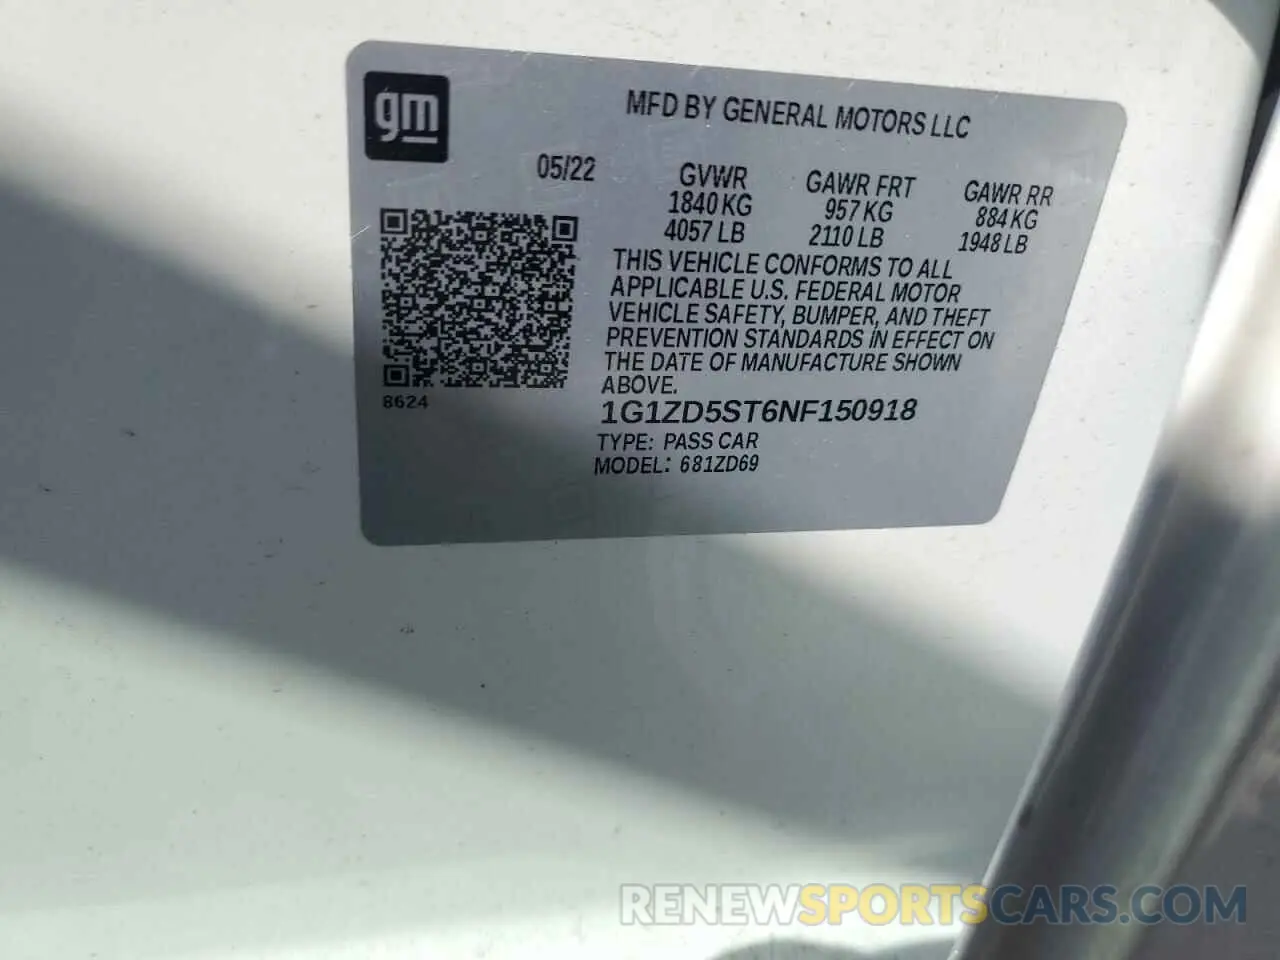 gm
MFD BY GENERAL MOTORS LLC
05/22
GVWR GAWR FRT GAWR RR
1840 KG 957 KG 884 KG
4057 LB 2110 LB 1948 LB
THIS VEHICLE CONFORMS TO ALL
APPLICABLE U.S. FEDERAL MOTOR
VEHICLE SAFETY, BUMPER, AND THEFT
PREVENTION STANDARDS IN EFFECT ON
THE DATE OF MANUFACTURE SHOWN
ABOVE.
8624
1G1ZD5ST6NF150918
TYPE: PASS CAR
MODEL: 681ZD69
RENEWSPORTSCARS.COM